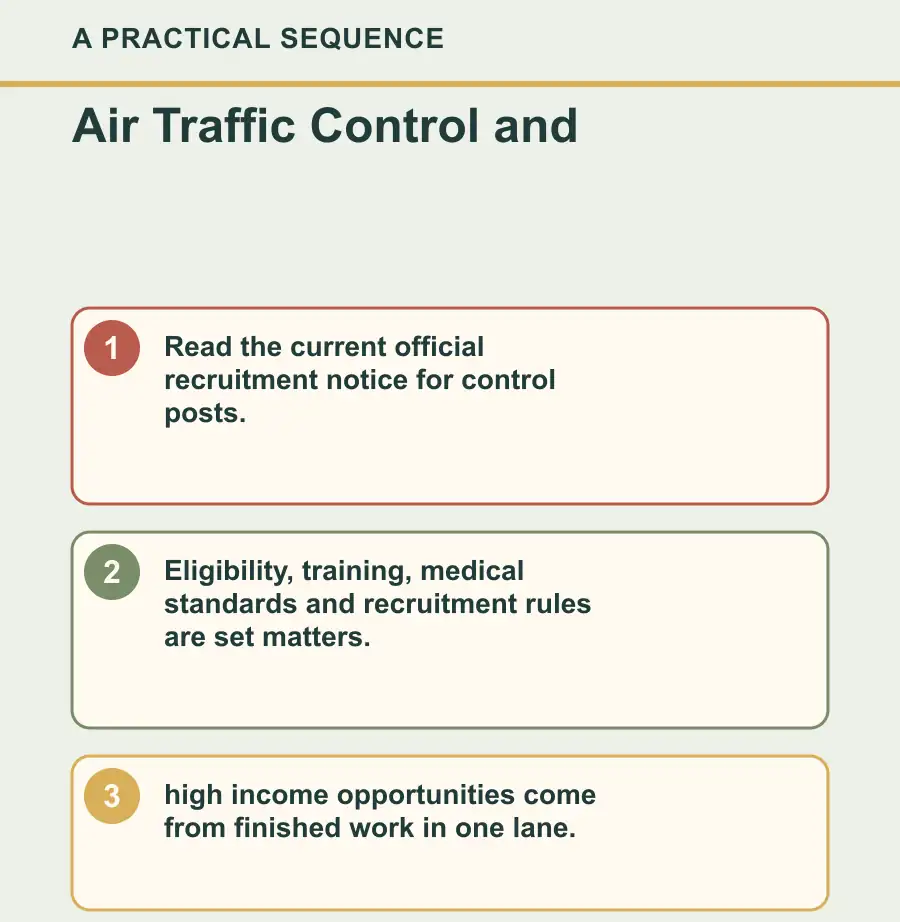 A PRACTICAL SEQUENCE
Air Traffic Control and
1
Read the current official
recruitment notice for control
posts.
2
Eligibility, training, medical
standards and recruitment rules
are set matters.
3
high income opportunities come
from finished work in one lane.